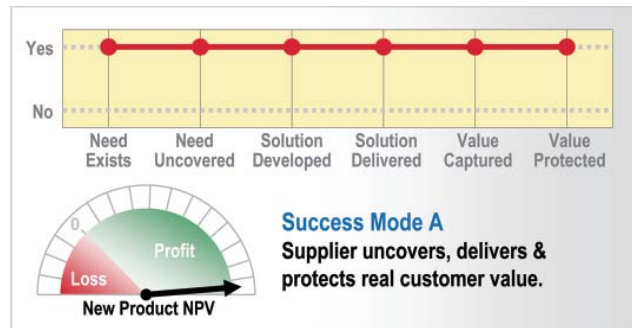 Yes
No
Need Need Solution Solution Value Value
Exists Uncovered Developed Delivered Captured Protected
0
Profit
Loss
New Product NPV
Success Mode A
Supplier uncovers, delivers &
protects real customer value.